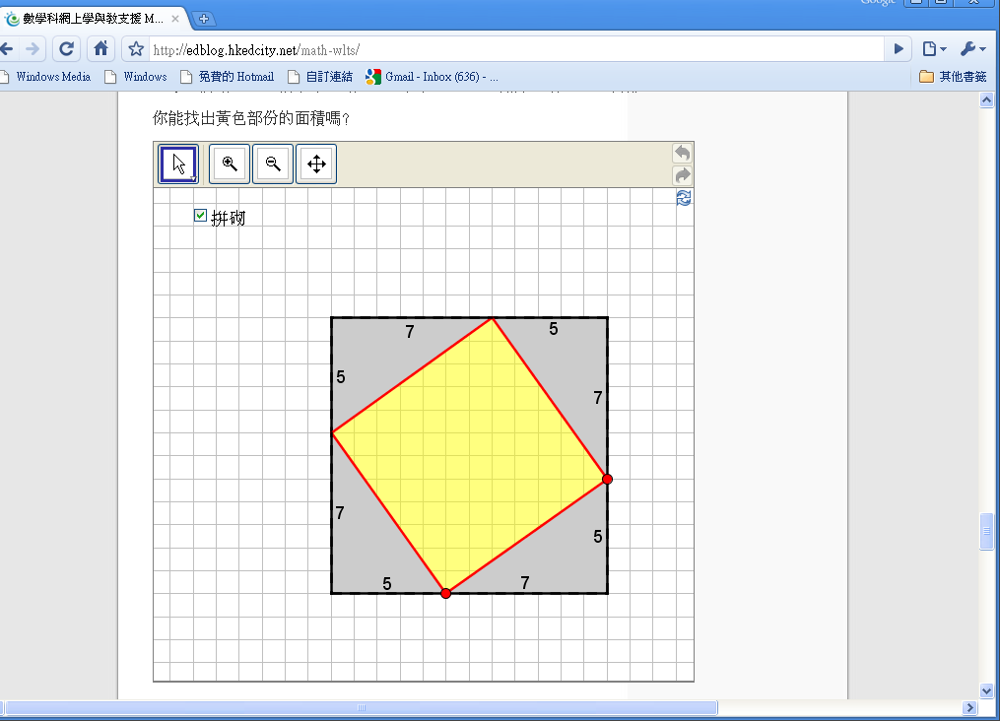 Google
數學科網上學與教支援 M...
http://edblog.hkedcity.net/math-wlts/
Windows Media Windows 免費的 Hotmail 自訂連結 Gmail - Inbox (636) - ... 其他書籤
你能找出黃色部份的面積嗎?
拼砌
7 5
5
7
7
5
5 7